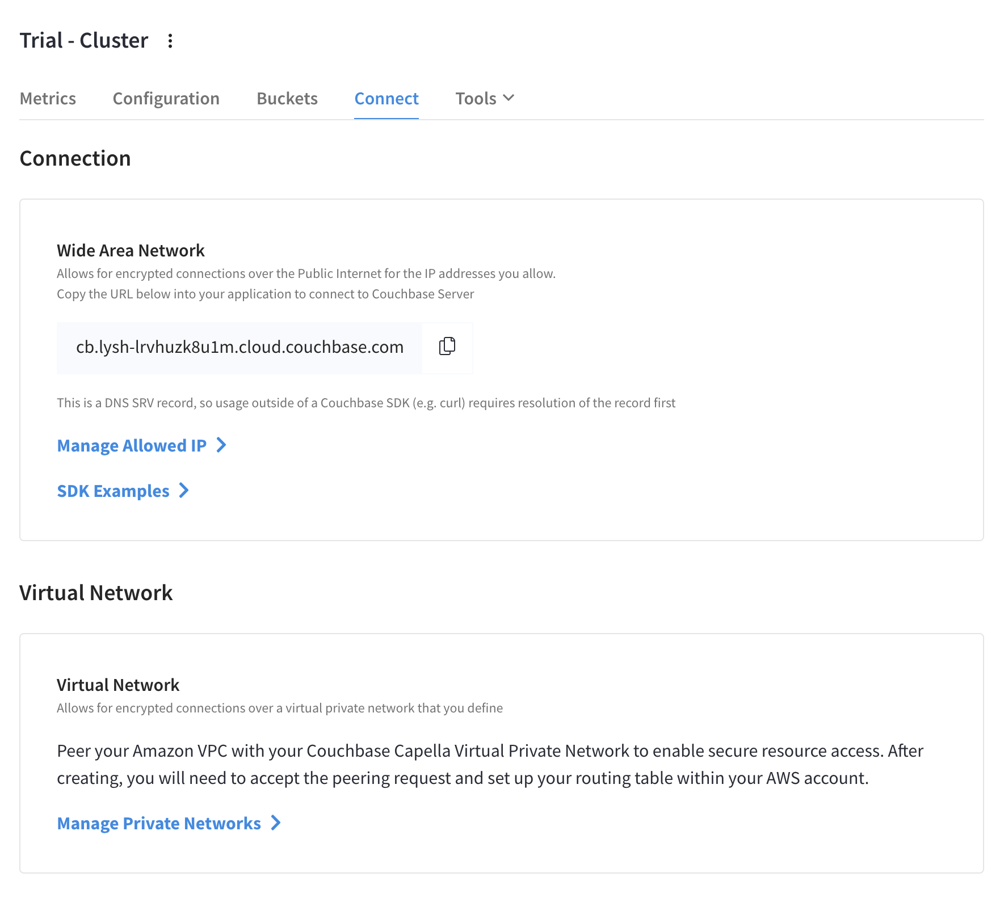 Trial - Cluster
Metrics Configuration Buckets Connect Tools
Connection
Wide Area Network
Allows for encrypted connections over the Public Internet for the IP addresses you allow.
Copy the URL below into your application to connect to Couchbase Server
cb.lysh-lrvhuzk8u1m.cloud.couchbase.com
This is a DNS SRV record, so usage outside of a Couchbase SDK (e.g. curl) requires resolution of the record first
Manage Allowed IP
SDK Examples
Virtual Network
Virtual Network
Allows for encrypted connections over a virtual private network that you define
Peer your Amazon VPC with your Couchbase Capella Virtual Private Network to enable secure resource access. After
creating, you will need to accept the peering request and set up your routing table within your AWS account.
Manage Private Networks